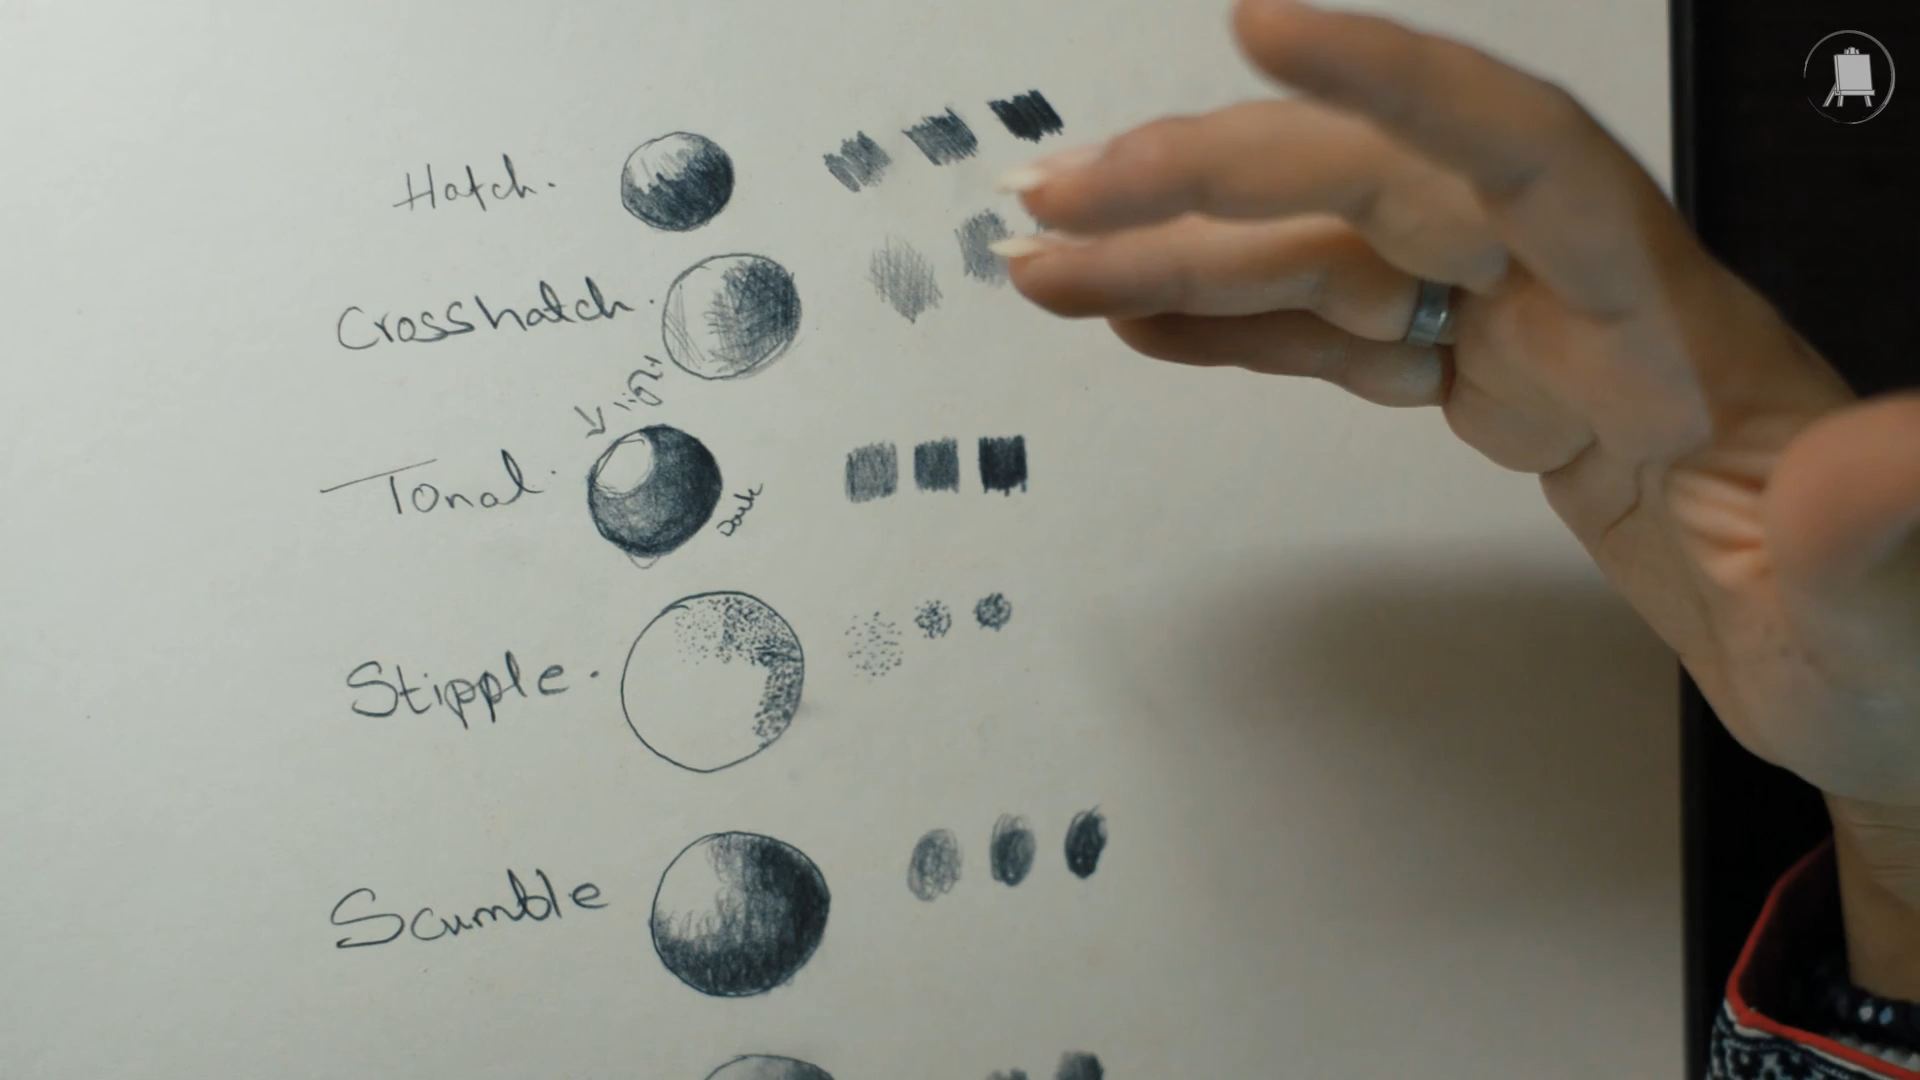 Hatch.
Crosshatch.
light
Tonal.
Dark
Stipple.
Scumble